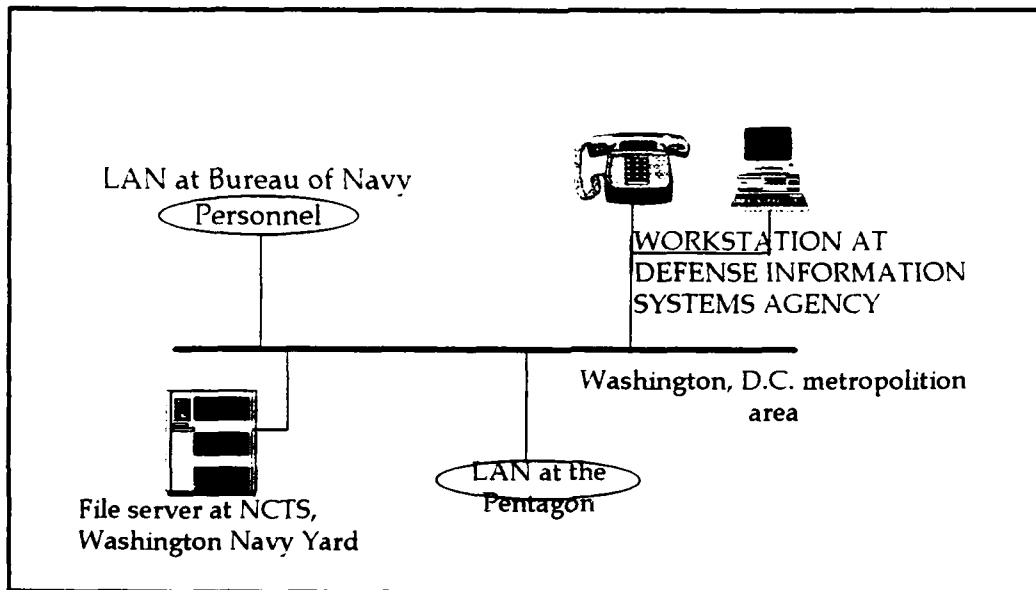 LAN at Bureau of Navy
Personnel
WORKSTATION AT
DEFENSE INFORMATION
SYSTEMS AGENCY
Washington, D.C. metropolition
area
LAN at the
Pentagon
File server at NCTS,
Washington Navy Yard